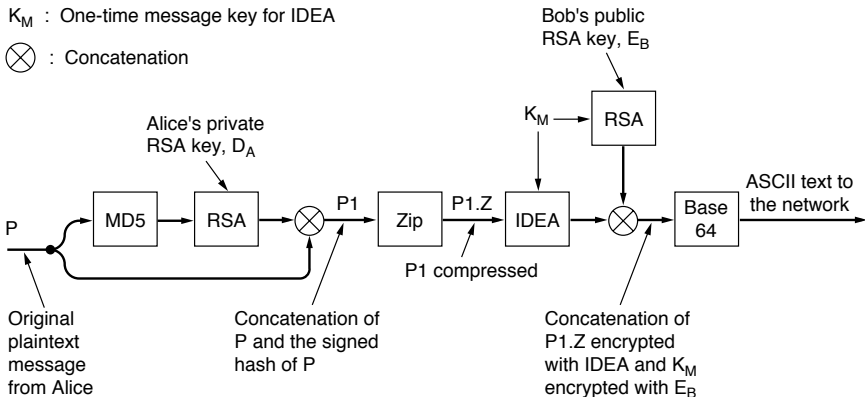 K_M : One-time message key for IDEA
: Concatenation
Bob's public
RSA key, E_B
Alice's private
RSA key, D_A
K_M
RSA
P
MD5
RSA
P1
Zip
P1.Z
IDEA
Base
64
ASCII text to
the network
P1 compressed
Original
plaintext
message
from Alice
Concatenation of
P and the signed
hash of P
Concatenation of
P1.Z encrypted
with IDEA and K_M
encrypted with E_B